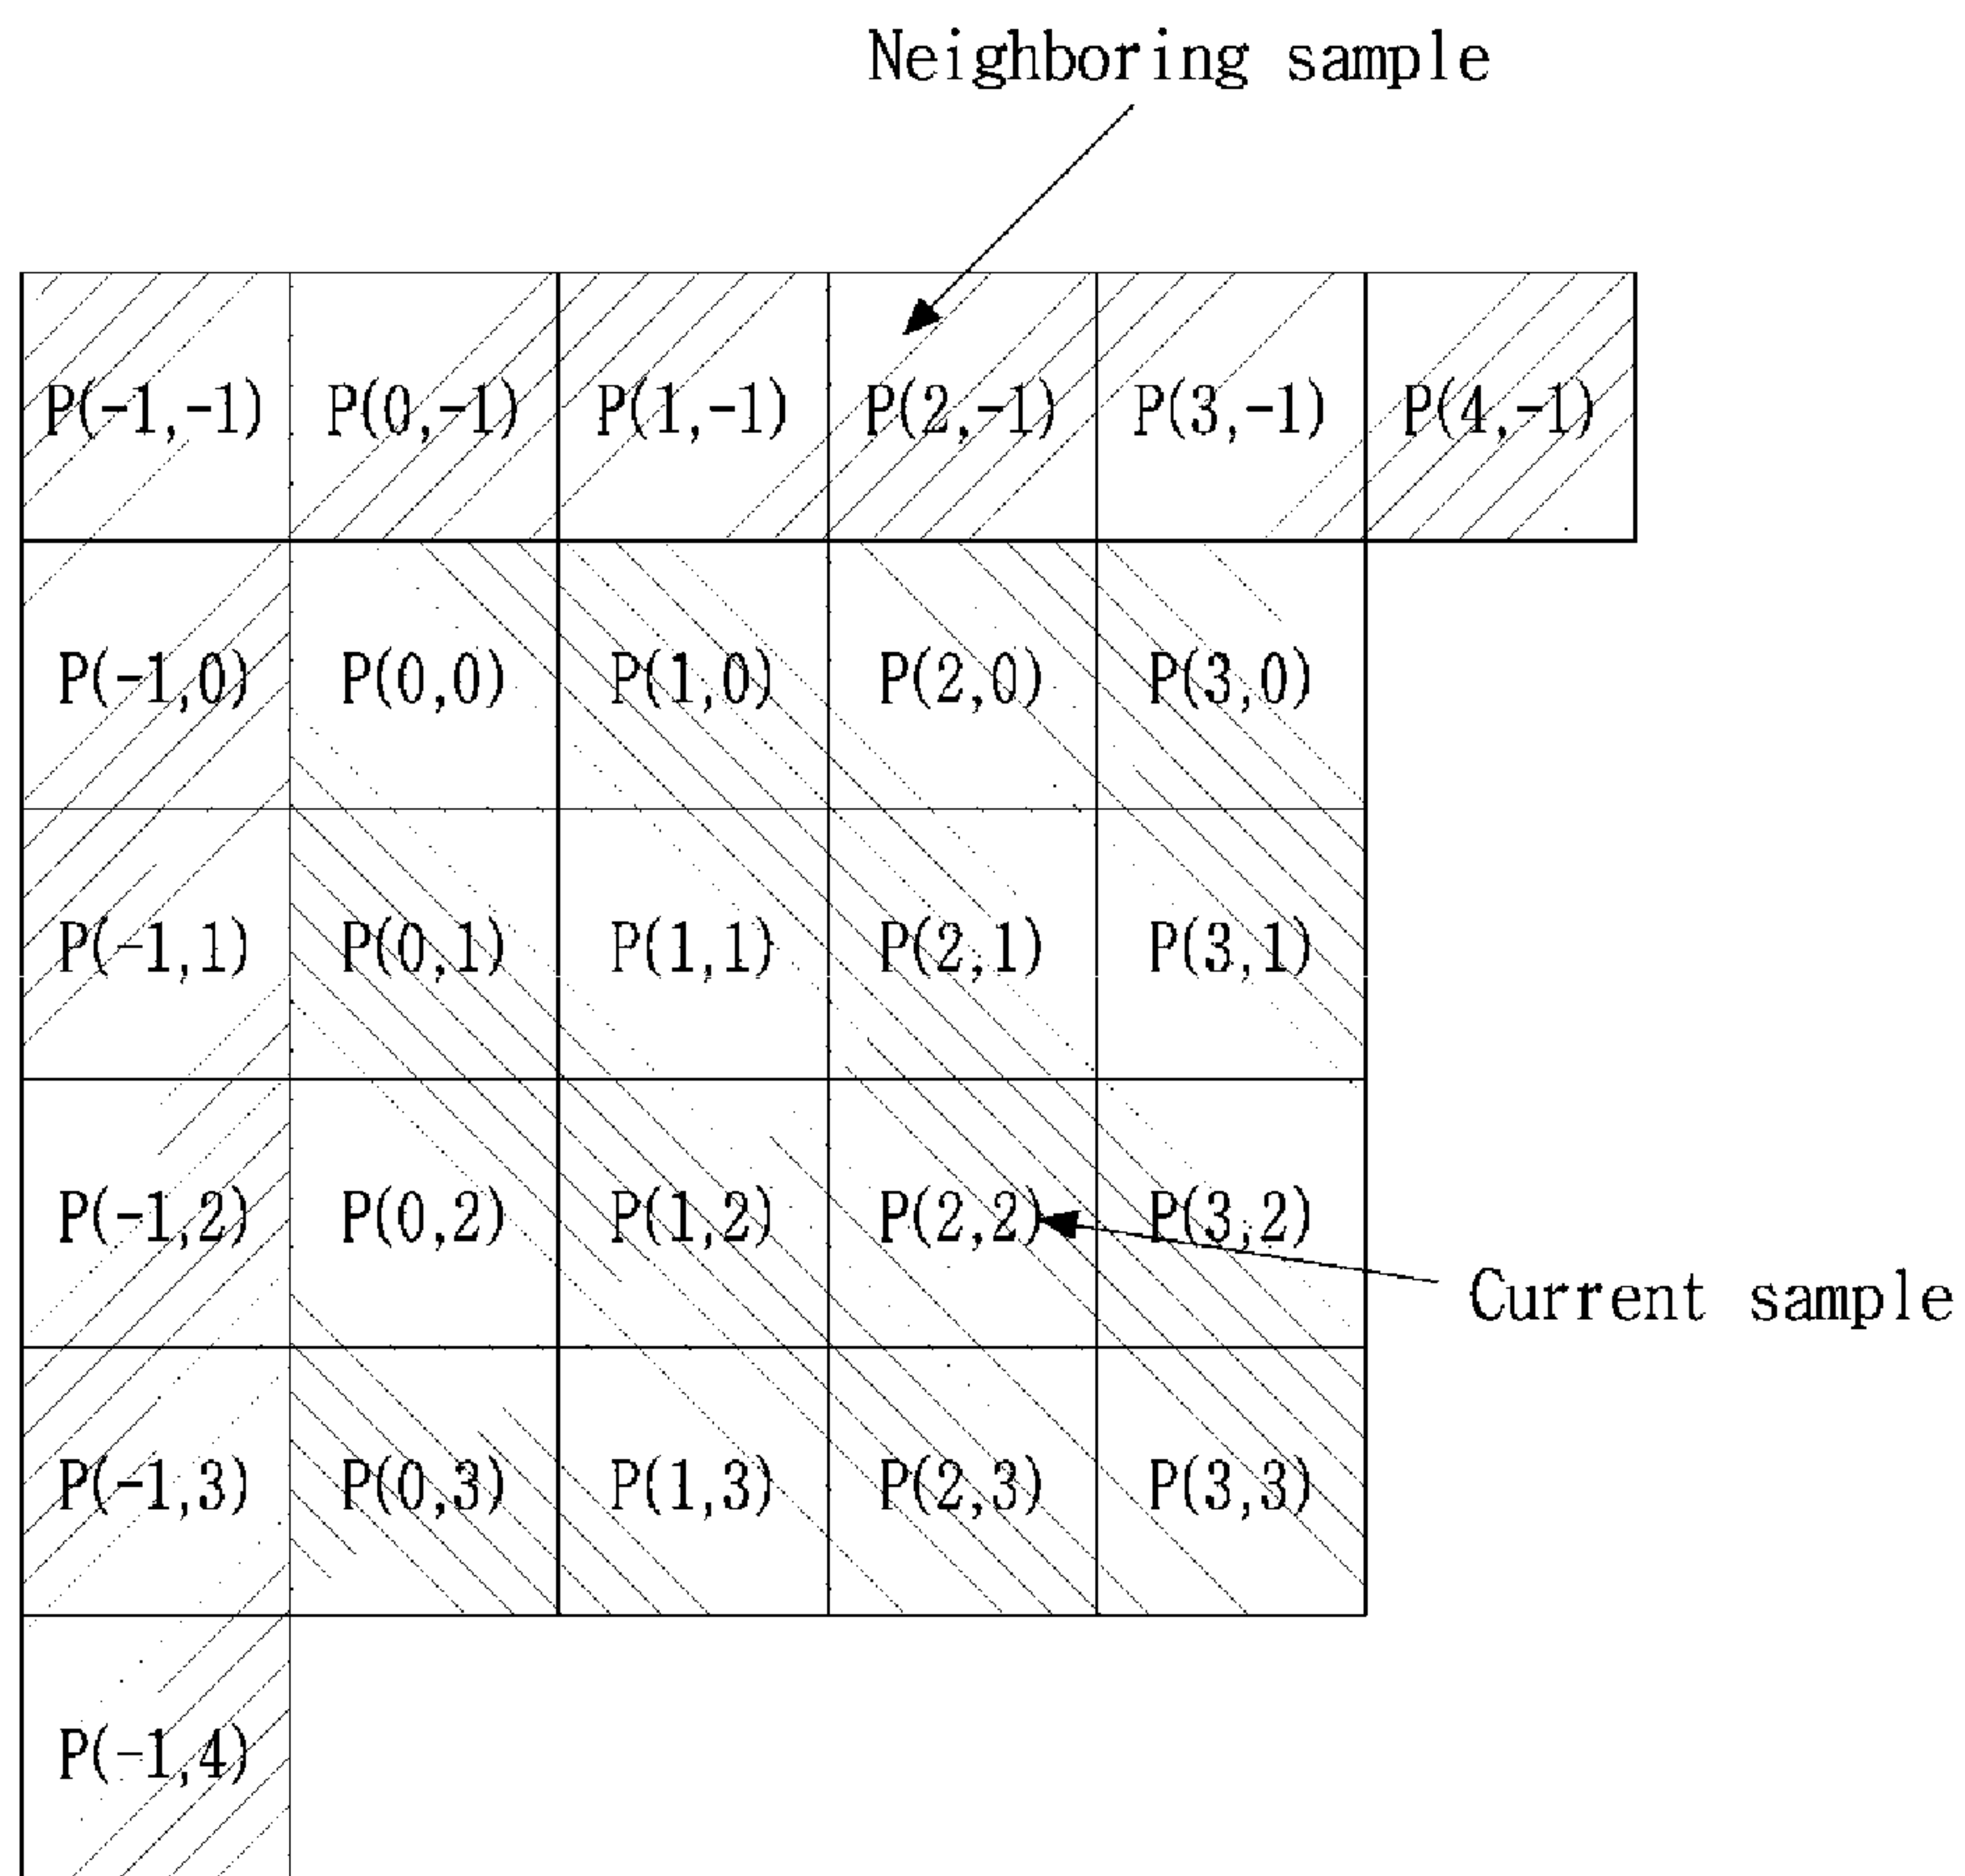 Neighboring sample
P(-1,-1) P(0,-1) P(1,-1) P(2,-1) P(3,-1) P(4,-1)
P(-1,0) P(0,0) P(1,0) P(2,0) P(3,0)
P(-1,1) P(0,1) P(1,1) P(2,1) P(3,1)
P(-1,2) P(0,2) P(1,2) P(2,2) P(3,2)
Current sample
P(-1,3) P(0,3) P(1,3) P(2,3) P(3,3)
P(-1,4)